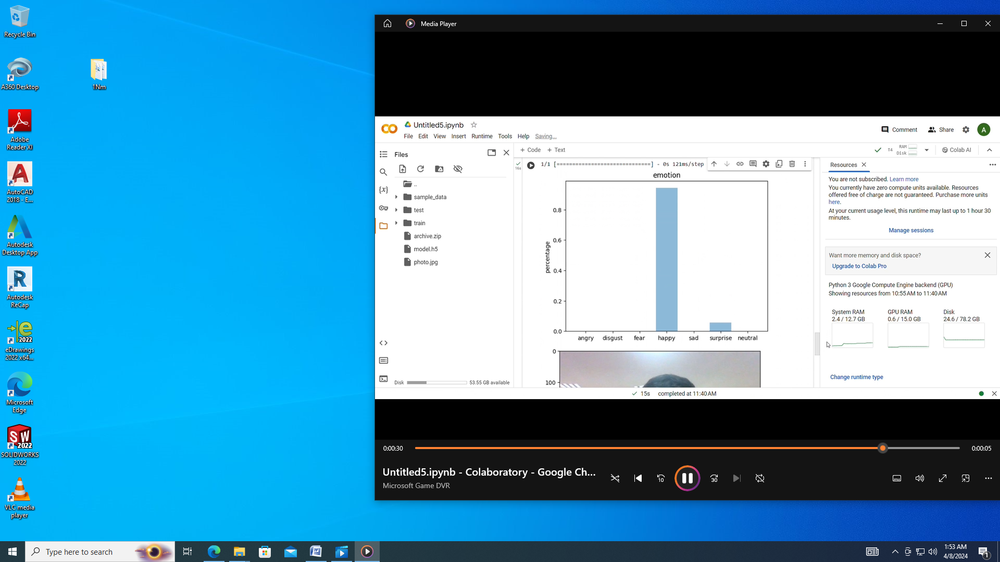 Recycle Bin
A360 Desktop
1Nm
Adobe
Reader XI
AutoCAD
2018 - E...
Autodesk
Desktop App
Autodesk
ReCap
2022
eDrawings
2022 x64...
Microsoft
Edge
SW
2022
SOLIDWORKS
2022
VLC media
player
Media Player
Untitled5.ipynb
File Edit View Insert Runtime Tools Help Saving...
Comment Share A
Files
+ Code + Text
T4 RAM
Disk
Colab AI
..
sample_data
test
train
archive.zip
model.h5
photo.jpg
{x}
Disk 53.55 GB available
16s
1/1 [==============================] - 0s 121ms/step
emotion
percentage
0.8
0.6
0.4
0.2
0.0
angry disgust fear happy sad surprise neutral
0
100
Resources
You are not subscribed. Learn more
You currently have zero compute units available. Resources
offered free of charge are not guaranteed. Purchase more units
here.
At your current usage level, this runtime may last up to 1 hour 30
minutes.
Manage sessions
Want more memory and disk space?
Upgrade to Colab Pro
Python 3 Google Compute Engine backend (GPU)
Showing resources from 10:55 AM to 11:40 AM
System RAM GPU RAM Disk
2.4 / 12.7 GB 0.6 / 15.0 GB 24.6 / 78.2 GB
Change runtime type
15s completed at 11:40 AM
0:00:30 0:00:05
Untitled5.ipynb - Colaboratory - Google Ch...
Microsoft Game DVR
10 30
Type here to search
1:53 AM
4/8/2024
1